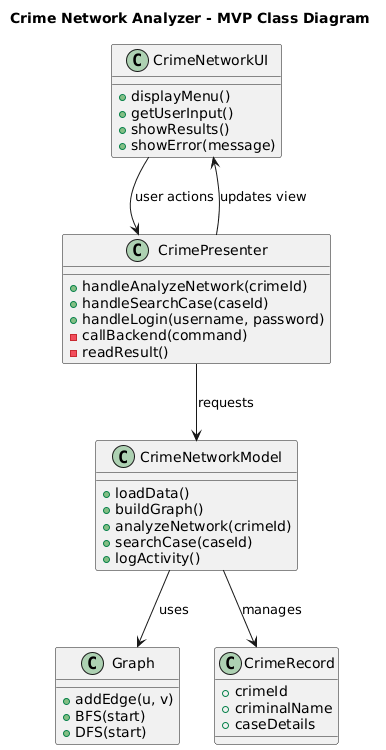 Crime Network Analyzer - MVP Class Diagram
C CrimeNetworkUI
displayMenu()
getUserInput()
showResults()
showError(message)
user actions
updates view
C CrimePresenter
handleAnalyzeNetwork(crimeId)
handleSearchCase(caseId)
handleLogin(username, password)
callBackend(command)
readResult()
requests
C CrimeNetworkModel
loadData()
buildGraph()
analyzeNetwork(crimeId)
searchCase(caseId)
logActivity()
uses
manages
C Graph
addEdge(u, v)
BFS(start)
DFS(start)
C CrimeRecord
crimeId
criminalName
caseDetails